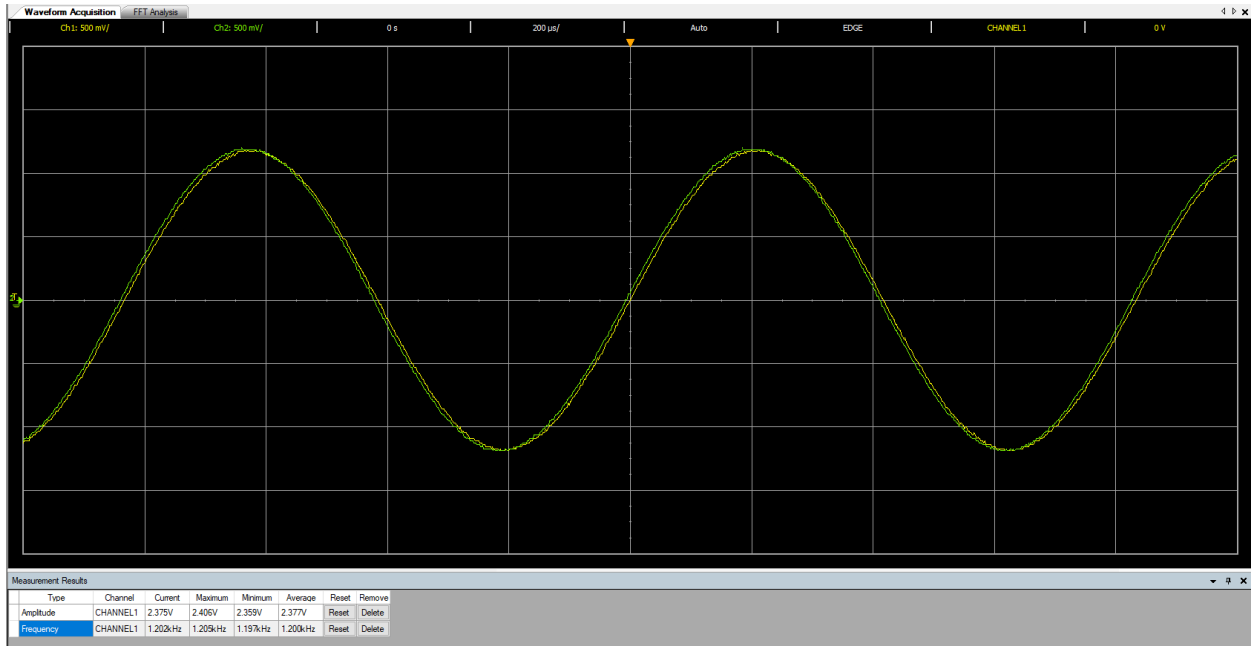 Waveform Acquisition FFT Analysis
Ch1: 500 mV/ Ch2: 500 mV/ 0 s 200 µs/ Auto EDGE CHANNEL1 0 V
Measurement Results
Type Channel Current Maximum Minimum Average Reset Remove
Amplitude CHANNEL1 2.375V 2.406V 2.359V 2.377V Reset Delete
Frequency CHANNEL1 1.202kHz 1.205kHz 1.197kHz 1.200kHz Reset Delete